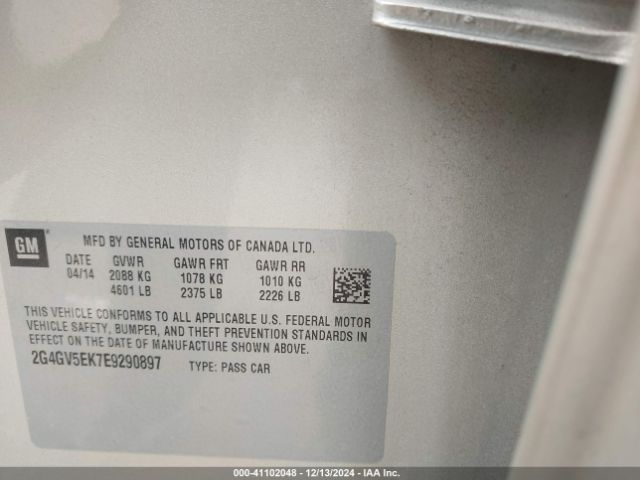 GM
MFD BY GENERAL MOTORS OF CANADA LTD.
DATE GVWR GAWR FRT GAWR RR
04/14 2088 KG 1078 KG 1010 KG
4601 LB 2375 LB 2226 LB
THIS VEHICLE CONFORMS TO ALL APPLICABLE U.S. FEDERAL MOTOR
VEHICLE SAFETY, BUMPER, AND THEFT PREVENTION STANDARDS IN
EFFECT ON THE DATE OF MANUFACTURE SHOWN ABOVE.
2G4GV5EK7E9290897 TYPE: PASS CAR
000-41102048 - 12/13/2024 - IAA Inc.